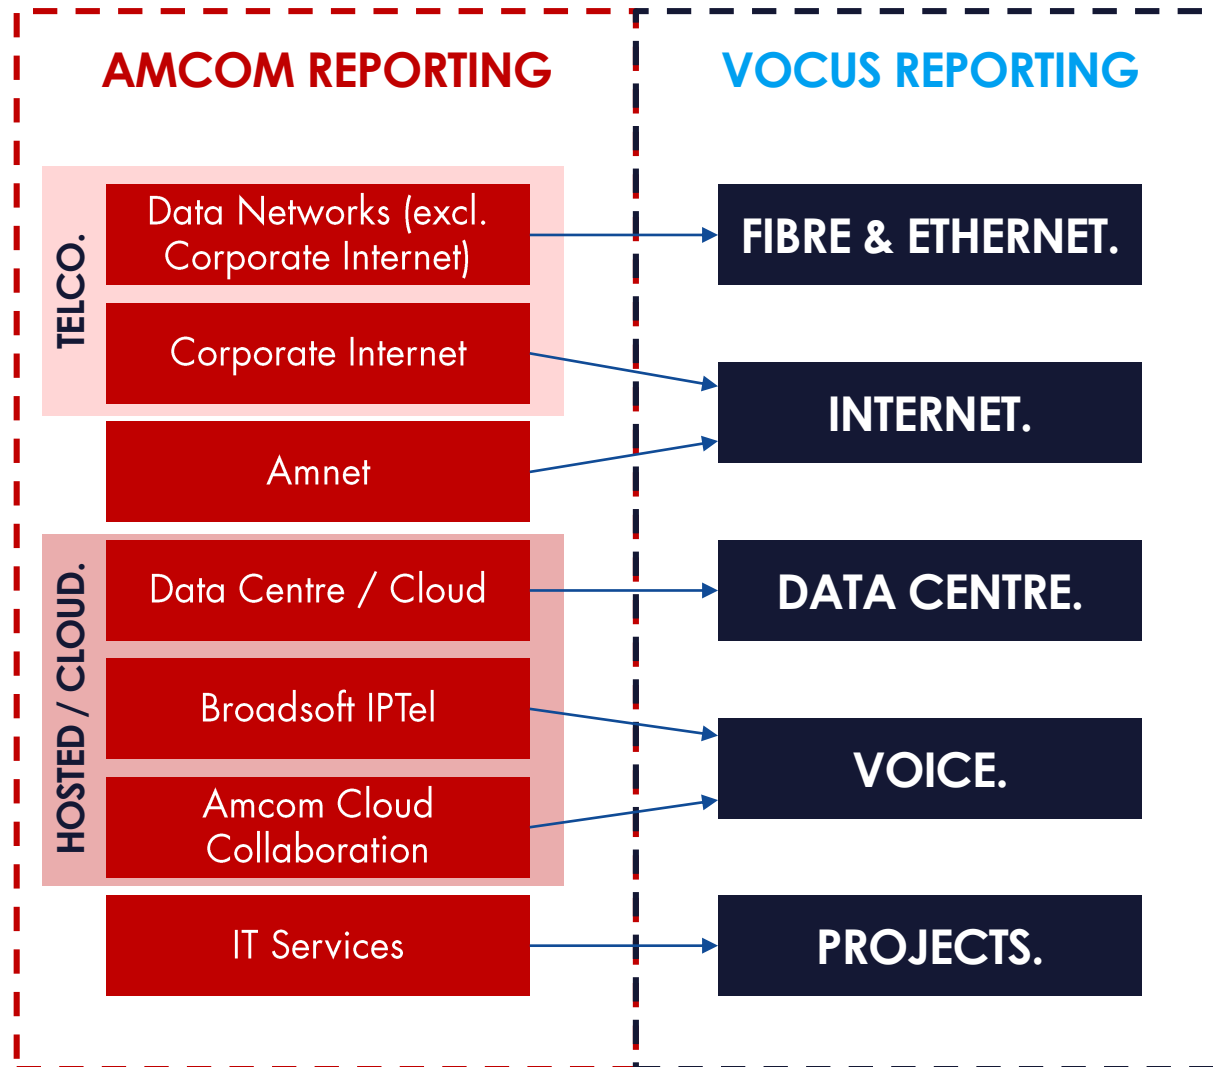 AMCOM REPORTING
TELCO.
Data Networks (excl.
Corporate Internet)
Corporate Internet
Amnet
HOSTED / CLOUD.
Data Centre / Cloud
Broadsoft IPTel
Amcom Cloud
Collaboration
IT Services
VOCUS REPORTING
FIBRE & ETHERNET.
INTERNET.
DATA CENTRE.
VOICE.
PROJECTS.